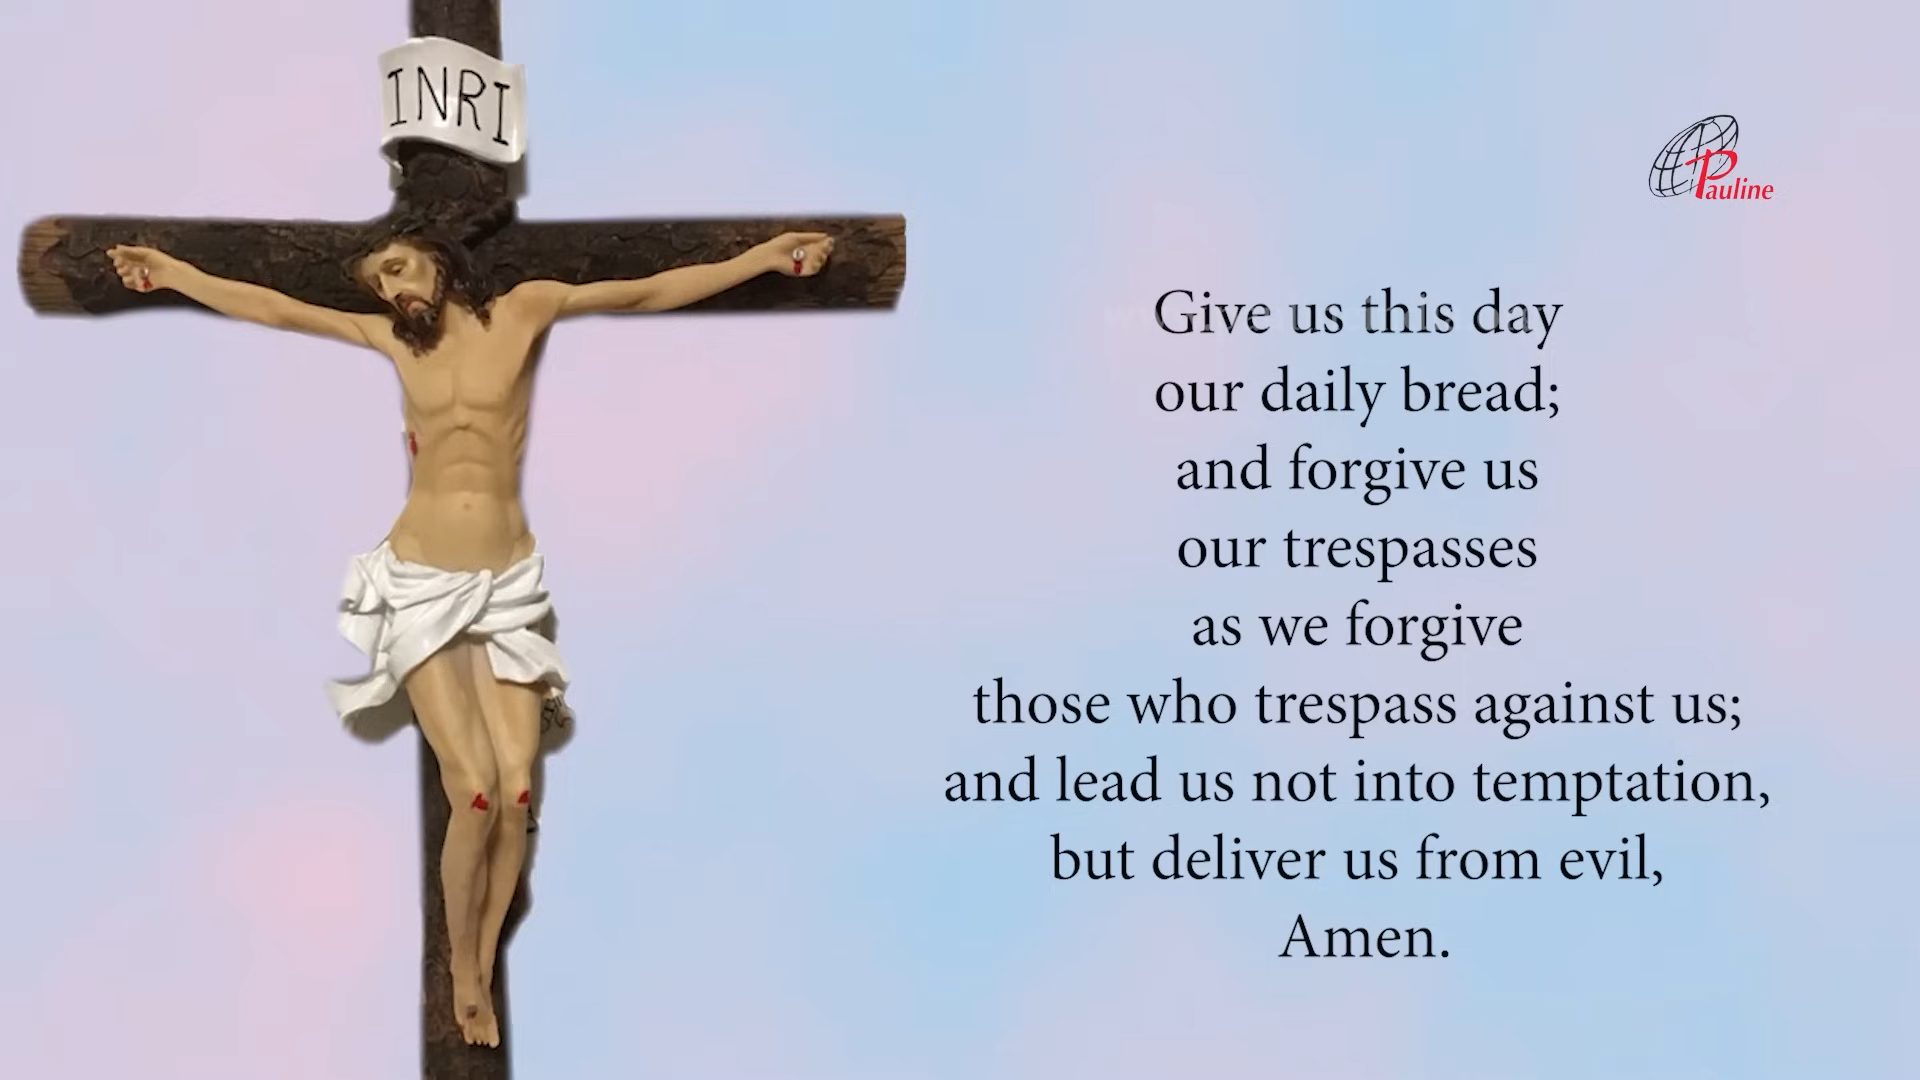 INRI
Pauline
Give us this day
our daily bread;
and forgive us
our trespasses
as we forgive
those who trespass against us;
and lead us not into temptation,
but deliver us from evil,
Amen.